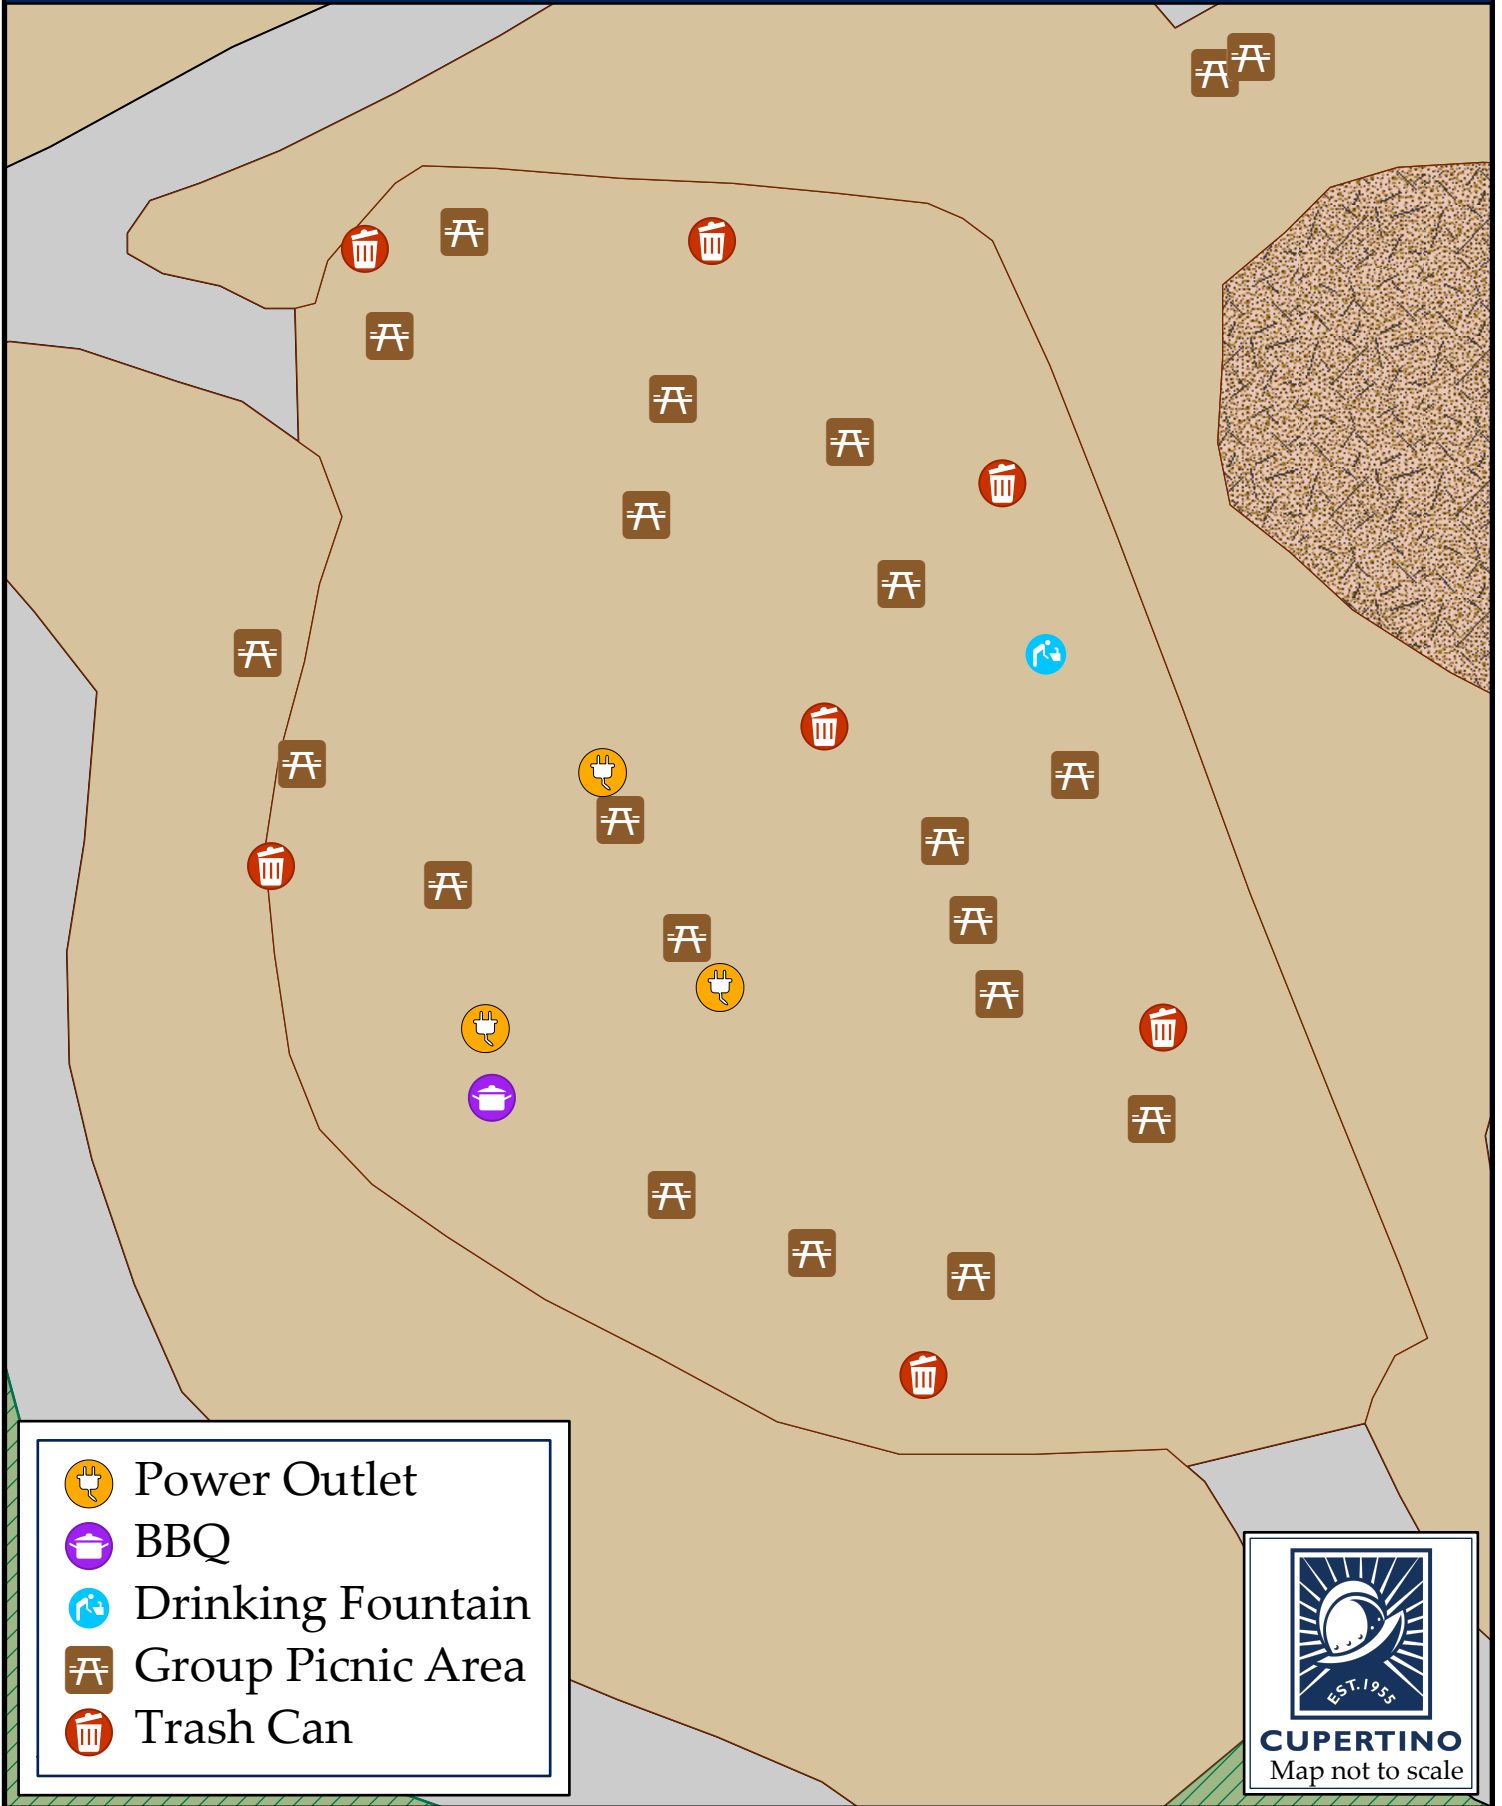 Power Outlet
BBQ
Drinking Fountain
Group Picnic Area
Trash Can
EST. 1955
CUPERTINO
Map not to scale